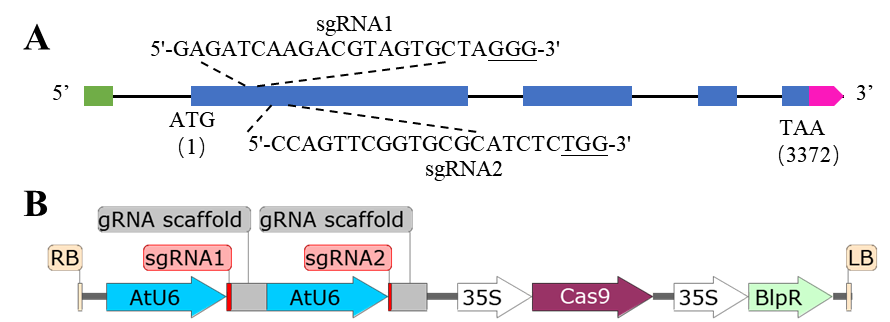 A
sgRNA1
5'-GAGATCAAGACGTAGTGCTAGGG-3'
5’ 3’
ATG
(1)
TAA
(3372)
5'-CCAGTTCGGTGCGCATCTCTGG-3'
sgRNA2
B
gRNA scaffold gRNA scaffold
RB sgRNA1 sgRNA2 LB
AtU6 AtU6 35S Cas9 35S BlpR